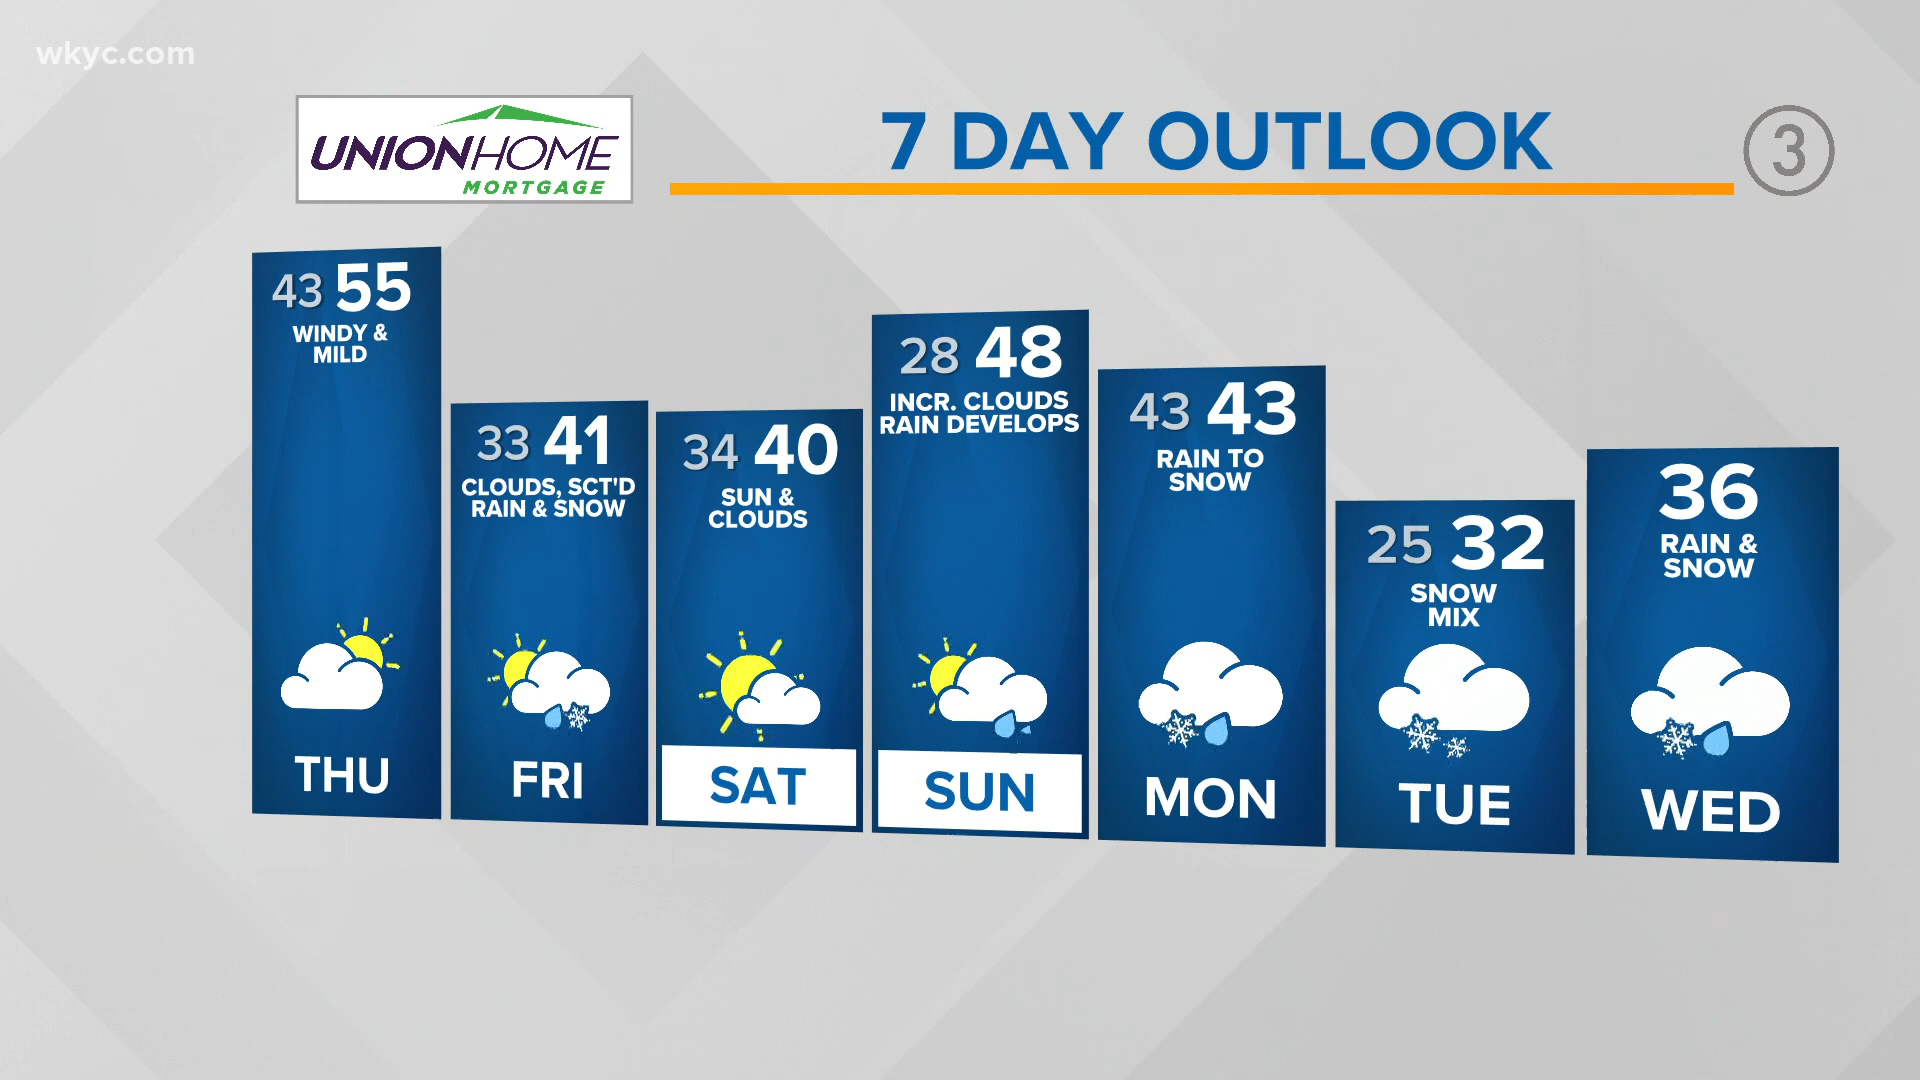 wkyc.com
UNIONHOME
MORTGAGE
7 DAY OUTLOOK
3
43 55
WINDY &
MILD
THU
33 41
CLOUDS, SCT'D
RAIN & SNOW
FRI
34 40
SUN &
CLOUDS
SAT
28 48
INCR. CLOUDS
RAIN DEVELOPS
SUN
43 43
RAIN TO
SNOW
MON
25 32
SNOW
MIX
TUE
36
RAIN &
SNOW
WED